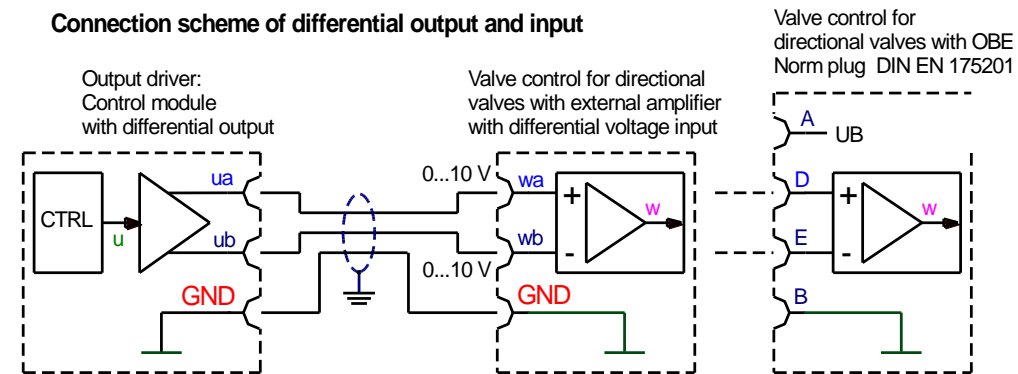 Connection scheme of differential output and input
Valve control for
directional valves with OBE
Norm plug DIN EN 175201
Output driver:
Control module
with differential output
Valve control for directional
valves with external amplifier
with differential voltage input
A
UB
CTRL
u
ua
ub
GND
0...10 V
0...10 V
wa
wb
GND
+
-
w
D
E
B
+
-
w